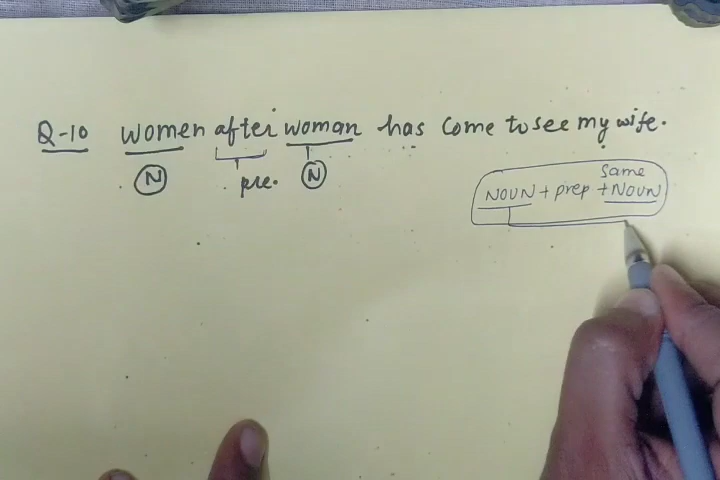 Q-10 women after woman has come to see my wife.
N pre. N
same
NOUN + prep + NOUN